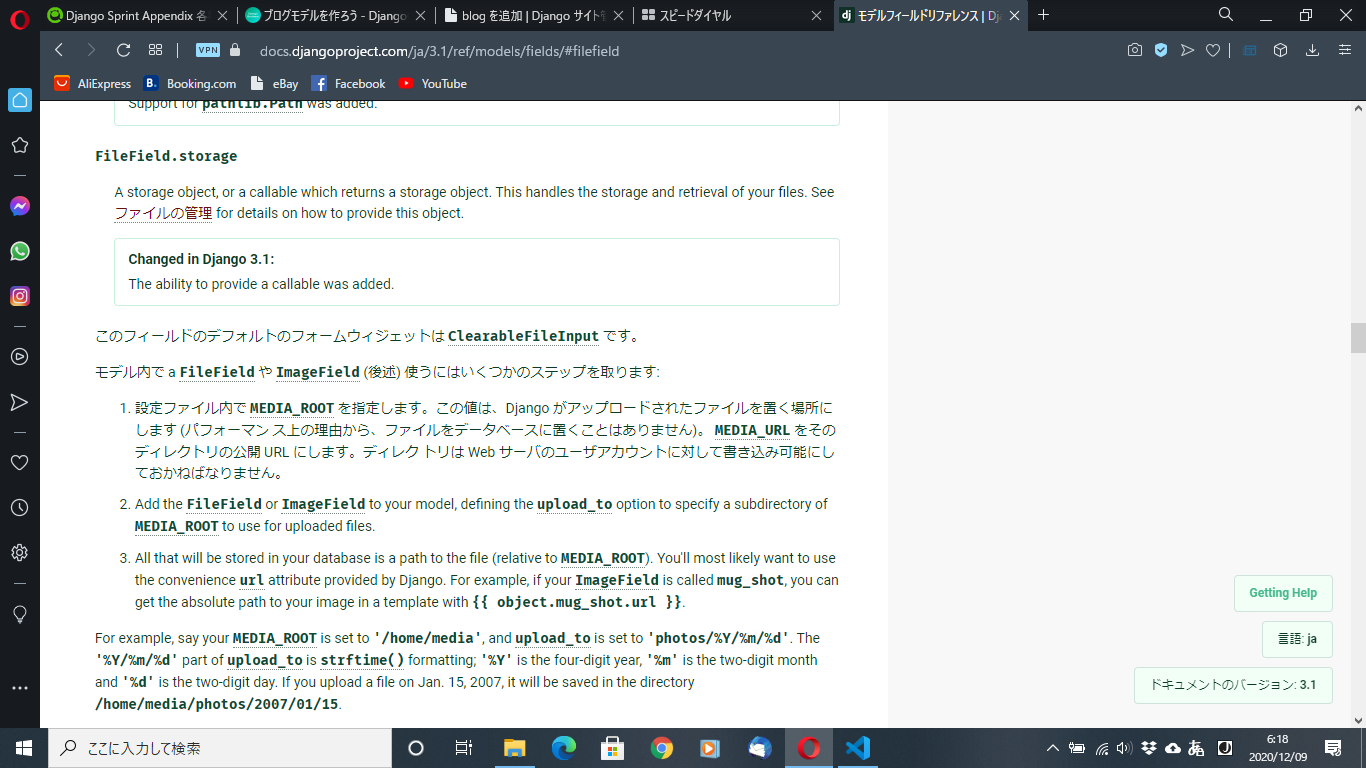 Django Sprint Appendix 各
ブログモデルを作ろう - Django
blog を追加 | Django サイト管
スピードダイヤル
dj モデルフィールドリファレンス | Dj
VPN docs.djangoproject.com/ja/3.1/ref/models/fields/#filefield
AliExpress B. Booking.com eBay Facebook YouTube
Support for pathlib.Path was added.
FileField.storage
A storage object, or a callable which returns a storage object. This handles the storage and retrieval of your files. See
ファイルの管理 for details on how to provide this object.
Changed in Django 3.1:
The ability to provide a callable was added.
このフィールドのデフォルトのフォームウィジェットは ClearableFileInput です。
モデル内で a FileField や ImageField (後述) 使うにはいくつかのステップを取ります:
1. 設定ファイル内で MEDIA_ROOT を指定します。この値は、Django がアップロードされたファイルを置く場所に
します (パフォーマン ス上の理由から、ファイルをデータベースに置くことはありません)。 MEDIA_URL をその
ディレクトリの公開 URL にします。ディレク トリは Web サーバのユーザアカウントに対して書き込み可能にし
ておかねばなりません。
2. Add the FileField or ImageField to your model, defining the upload_to option to specify a subdirectory of
MEDIA_ROOT to use for uploaded files.
3. All that will be stored in your database is a path to the file (relative to MEDIA_ROOT). You'll most likely want to use
the convenience url attribute provided by Django. For example, if your ImageField is called mug_shot, you can
get the absolute path to your image in a template with {{ object.mug_shot.url }}.
For example, say your MEDIA_ROOT is set to '/home/media', and upload_to is set to 'photos/%Y/%m/%d'. The
'%Y/%m/%d' part of upload_to is strftime() formatting; '%Y' is the four-digit year, '%m' is the two-digit month
and '%d' is the two-digit day. If you upload a file on Jan. 15, 2007, it will be saved in the directory
/home/media/photos/2007/01/15.
Getting Help
言語: ja
ドキュメントのバージョン: 3.1
ここに入力して検索
あ
J
6:18
2020/12/09